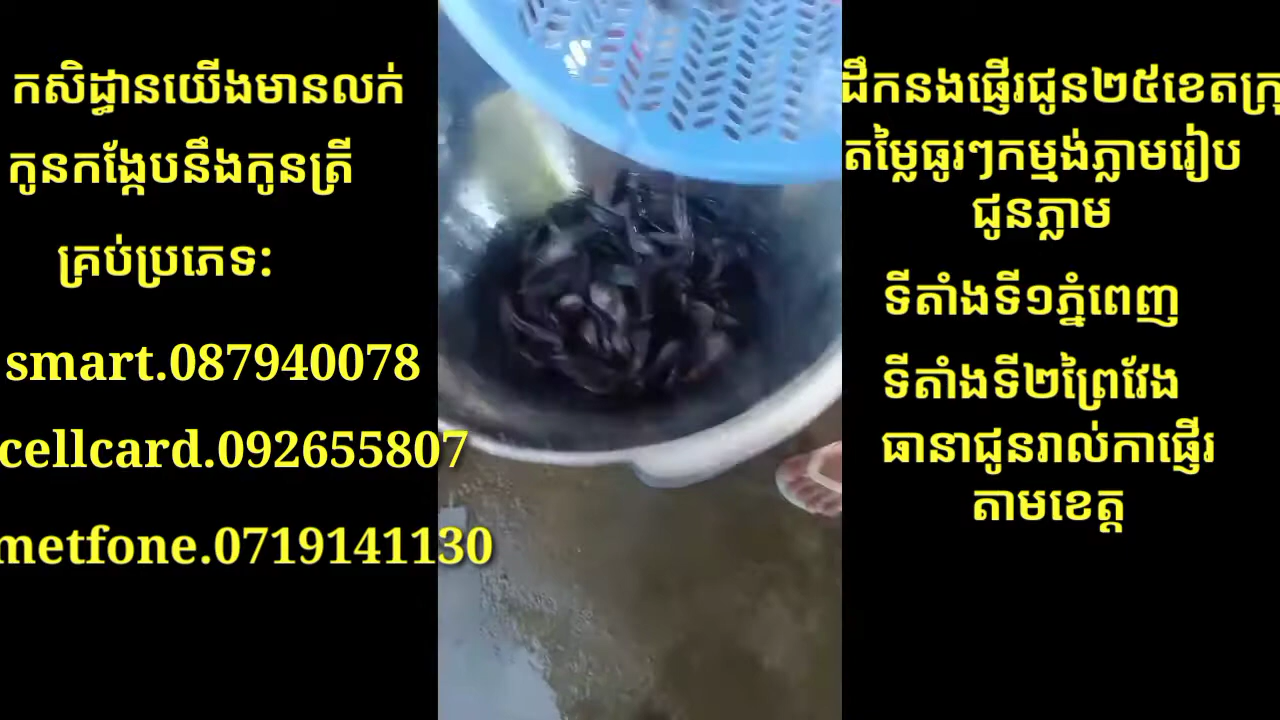 កសិដ្ធានយើងមានលក់
កូនកង្កែបនឹងកូនត្រី
គ្រប់ប្រភេទ:
smart.087940078
cellcard.092655807
metfone.0719141130
ដឹកនងផ្ញើរជូន២៥ខេតក្រុ
តម្លៃធូរៗកម្មង់ភ្លាមរៀប
ជូនភ្លាម
ទីតាំងទី១ភ្នំពេញ
ទីតាំងទី២ព្រៃវែង
ធានាជូនរាល់កាផ្ញើរ
តាមខេត្ត